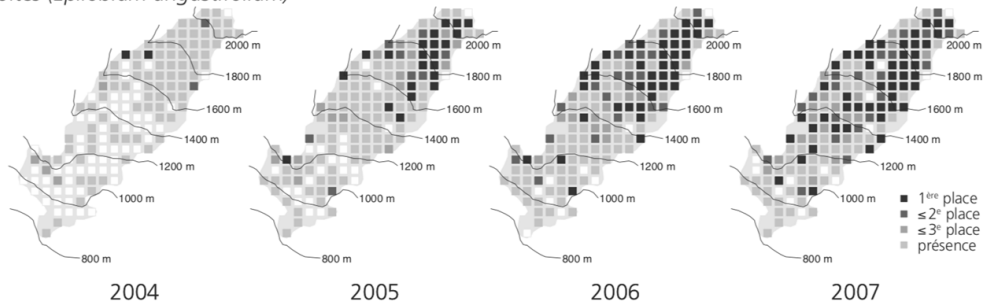 (Epilobium angustifolium)
2000 m 2000 m 2000 m 2000 m
1800 m 1800 m 1800 m 1800 m
1600 m 1600 m 1600 m 1600 m
1400 m 1400 m 1400 m 1400 m
1200 m 1200 m 1200 m 1200 m
1000 m 1000 m 1000 m 1000 m
1ère place
≤ 2e place
≤ 3e place
présence
800 m 800 m 800 m 800 m
2004 2005 2006 2007